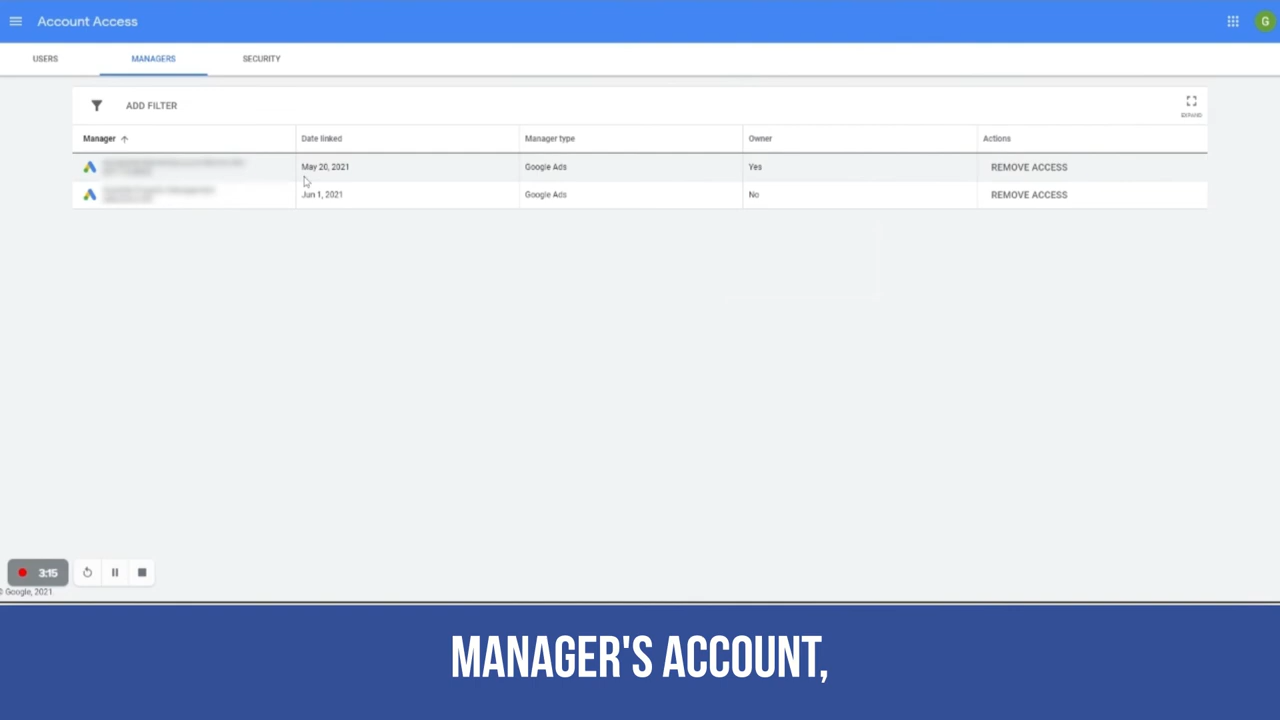 Account Access
G
USERS MANAGERS SECURITY
ADD FILTER
EXPAND
Manager Date linked Manager type Owner Actions
May 20, 2021 Google Ads Yes REMOVE ACCESS
Jun 1, 2021 Google Ads No REMOVE ACCESS
3:15
© Google, 2021
MANAGER'S ACCOUNT,